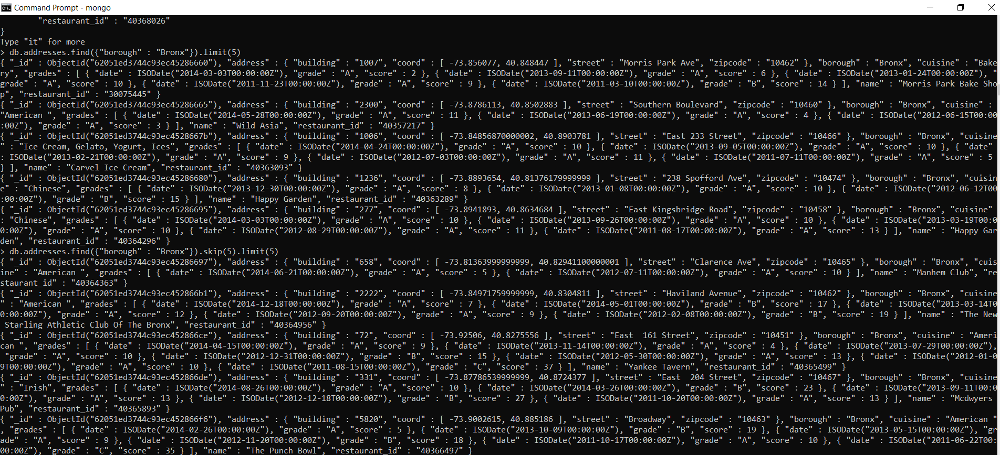 Command Prompt - mongo
"restaurant_id" : "40368026"
}
Type "it" for more
> db.addresses.find({"borough" : "Bronx"}).limit(5)
{ "_id" : ObjectId("62051ed3744c93ec45286660"), "address" : { "building" : "1007", "coord" : [ -73.856077, 40.848447 ], "street" : "Morris Park Ave", "zipcode" : "10462" }, "borough" : "Bronx", "cuisine" : "Bake
ry", "grades" : [ { "date" : ISODate("2014-03-03T00:00:00Z"), "grade" : "A", "score" : 2 }, { "date" : ISODate("2013-09-11T00:00:00Z"), "grade" : "A", "score" : 6 }, { "date" : ISODate("2013-01-24T00:00:00Z"), "
grade" : "A", "score" : 10 }, { "date" : ISODate("2011-11-23T00:00:00Z"), "grade" : "A", "score" : 9 }, { "date" : ISODate("2011-03-10T00:00:00Z"), "grade" : "B", "score" : 14 } ], "name" : "Morris Park Bake Sho
p", "restaurant_id" : "30075445" }
{ "_id" : ObjectId("62051ed3744c93ec45286665"), "address" : { "building" : "2300", "coord" : [ -73.8786113, 40.8502883 ], "street" : "Southern Boulevard", "zipcode" : "10460" }, "borough" : "Bronx", "cuisine" :
"American ", "grades" : [ { "date" : ISODate("2014-05-28T00:00:00Z"), "grade" : "A", "score" : 11 }, { "date" : ISODate("2013-06-19T00:00:00Z"), "grade" : "A", "score" : 4 }, { "date" : ISODate("2012-06-15T00:00
:00Z"), "grade" : "A", "score" : 3 } ], "name" : "Wild Asia", "restaurant_id" : "40357217" }
{ "_id" : ObjectId("62051ed3744c93ec4528667b"), "address" : { "building" : "1006", "coord" : [ -73.84856870000002, 40.8903781 ], "street" : "East 233 Street", "zipcode" : "10466" }, "borough" : "Bronx", "cuisine
" : "Ice Cream, Gelato, Yogurt, Ices", "grades" : [ { "date" : ISODate("2014-04-24T00:00:00Z"), "grade" : "A", "score" : 10 }, { "date" : ISODate("2013-09-05T00:00:00Z"), "grade" : "A", "score" : 10 }, { "date"
: ISODate("2013-02-21T00:00:00Z"), "grade" : "A", "score" : 9 }, { "date" : ISODate("2012-07-03T00:00:00Z"), "grade" : "A", "score" : 11 }, { "date" : ISODate("2011-07-11T00:00:00Z"), "grade" : "A", "score" : 5
} ], "name" : "Carvel Ice Cream", "restaurant_id" : "40363093" }
{ "_id" : ObjectId("62051ed3744c93ec45286680"), "address" : { "building" : "1236", "coord" : [ -73.8893654, 40.81376179999999 ], "street" : "238 Spofford Ave", "zipcode" : "10474" }, "borough" : "Bronx", "cuisin
e" : "Chinese", "grades" : [ { "date" : ISODate("2013-12-30T00:00:00Z"), "grade" : "A", "score" : 8 }, { "date" : ISODate("2013-01-08T00:00:00Z"), "grade" : "A", "score" : 10 }, { "date" : ISODate("2012-06-12T00
:00:00Z"), "grade" : "B", "score" : 15 } ], "name" : "Happy Garden", "restaurant_id" : "40363289" }
{ "_id" : ObjectId("62051ed3744c93ec45286695"), "address" : { "building" : "277", "coord" : [ -73.8941893, 40.8634684 ], "street" : "East Kingsbridge Road", "zipcode" : "10458" }, "borough" : "Bronx", "cuisine"
: "Chinese", "grades" : [ { "date" : ISODate("2014-03-03T00:00:00Z"), "grade" : "A", "score" : 10 }, { "date" : ISODate("2013-09-26T00:00:00Z"), "grade" : "A", "score" : 10 }, { "date" : ISODate("2013-03-19T00:0
0:00Z"), "grade" : "A", "score" : 10 }, { "date" : ISODate("2012-08-29T00:00:00Z"), "grade" : "A", "score" : 11 }, { "date" : ISODate("2011-08-17T00:00:00Z"), "grade" : "A", "score" : 13 } ], "name" : "Happy Gar
den", "restaurant_id" : "40364296" }
> db.addresses.find({"borough" : "Bronx"}).skip(5).limit(5)
{ "_id" : ObjectId("62051ed3744c93ec45286697"), "address" : { "building" : "658", "coord" : [ -73.81363999999999, 40.82941100000001 ], "street" : "Clarence Ave", "zipcode" : "10465" }, "borough" : "Bronx", "cuis
ine" : "American ", "grades" : [ { "date" : ISODate("2014-06-21T00:00:00Z"), "grade" : "A", "score" : 5 }, { "date" : ISODate("2012-07-11T00:00:00Z"), "grade" : "A", "score" : 10 } ], "name" : "Manhem Club", "re
staurant_id" : "40364363" }
{ "_id" : ObjectId("62051ed3744c93ec452866b1"), "address" : { "building" : "2222", "coord" : [ -73.84971759999999, 40.8304811 ], "street" : "Haviland Avenue", "zipcode" : "10462" }, "borough" : "Bronx", "cuisine
" : "American ", "grades" : [ { "date" : ISODate("2014-12-18T00:00:00Z"), "grade" : "A", "score" : 7 }, { "date" : ISODate("2014-05-01T00:00:00Z"), "grade" : "B", "score" : 17 }, { "date" : ISODate("2013-03-14T0
0:00:00Z"), "grade" : "A", "score" : 12 }, { "date" : ISODate("2012-09-20T00:00:00Z"), "grade" : "A", "score" : 9 }, { "date" : ISODate("2012-02-08T00:00:00Z"), "grade" : "B", "score" : 19 } ], "name" : "The New
 Starling Athletic Club Of The Bronx", "restaurant_id" : "40364956" }
{ "_id" : ObjectId("62051ed3744c93ec452866ce"), "address" : { "building" : "72", "coord" : [ -73.92506, 40.8275556 ], "street" : "East  161 Street", "zipcode" : "10451" }, "borough" : "Bronx", "cuisine" : "Ameri
can ", "grades" : [ { "date" : ISODate("2014-04-15T00:00:00Z"), "grade" : "A", "score" : 9 }, { "date" : ISODate("2013-11-14T00:00:00Z"), "grade" : "A", "score" : 4 }, { "date" : ISODate("2013-07-29T00:00:00Z"),
 "grade" : "A", "score" : 10 }, { "date" : ISODate("2012-12-31T00:00:00Z"), "grade" : "B", "score" : 15 }, { "date" : ISODate("2012-05-30T00:00:00Z"), "grade" : "A", "score" : 13 }, { "date" : ISODate("2012-01-0
9T00:00:00Z"), "grade" : "A", "score" : 10 }, { "date" : ISODate("2011-08-15T00:00:00Z"), "grade" : "C", "score" : 37 } ], "name" : "Yankee Tavern", "restaurant_id" : "40365499" }
{ "_id" : ObjectId("62051ed3744c93ec452866de"), "address" : { "building" : "331", "coord" : [ -73.87786539999999, 40.8724377 ], "street" : "East  204 Street", "zipcode" : "10467" }, "borough" : "Bronx", "cuisine
" : "Irish", "grades" : [ { "date" : ISODate("2014-08-26T00:00:00Z"), "grade" : "A", "score" : 10 }, { "date" : ISODate("2014-03-26T00:00:00Z"), "grade" : "B", "score" : 23 }, { "date" : ISODate("2013-09-11T00:0
0:00Z"), "grade" : "A", "score" : 13 }, { "date" : ISODate("2012-12-18T00:00:00Z"), "grade" : "B", "score" : 27 }, { "date" : ISODate("2011-10-20T00:00:00Z"), "grade" : "A", "score" : 13 } ], "name" : "Mcdwyers
Pub", "restaurant_id" : "40365893" }
{ "_id" : ObjectId("62051ed3744c93ec452866f6"), "address" : { "building" : "5820", "coord" : [ -73.9002615, 40.885186 ], "street" : "Broadway", "zipcode" : "10463" }, "borough" : "Bronx", "cuisine" : "American "
, "grades" : [ { "date" : ISODate("2014-02-26T00:00:00Z"), "grade" : "A", "score" : 5 }, { "date" : ISODate("2013-10-09T00:00:00Z"), "grade" : "B", "score" : 19 }, { "date" : ISODate("2013-05-15T00:00:00Z"), "gr
ade" : "A", "score" : 9 }, { "date" : ISODate("2012-11-20T00:00:00Z"), "grade" : "B", "score" : 18 }, { "date" : ISODate("2011-10-17T00:00:00Z"), "grade" : "A", "score" : 10 }, { "date" : ISODate("2011-06-22T00:
00:00Z"), "grade" : "C", "score" : 35 } ], "name" : "The Punch Bowl", "restaurant_id" : "40366497" }